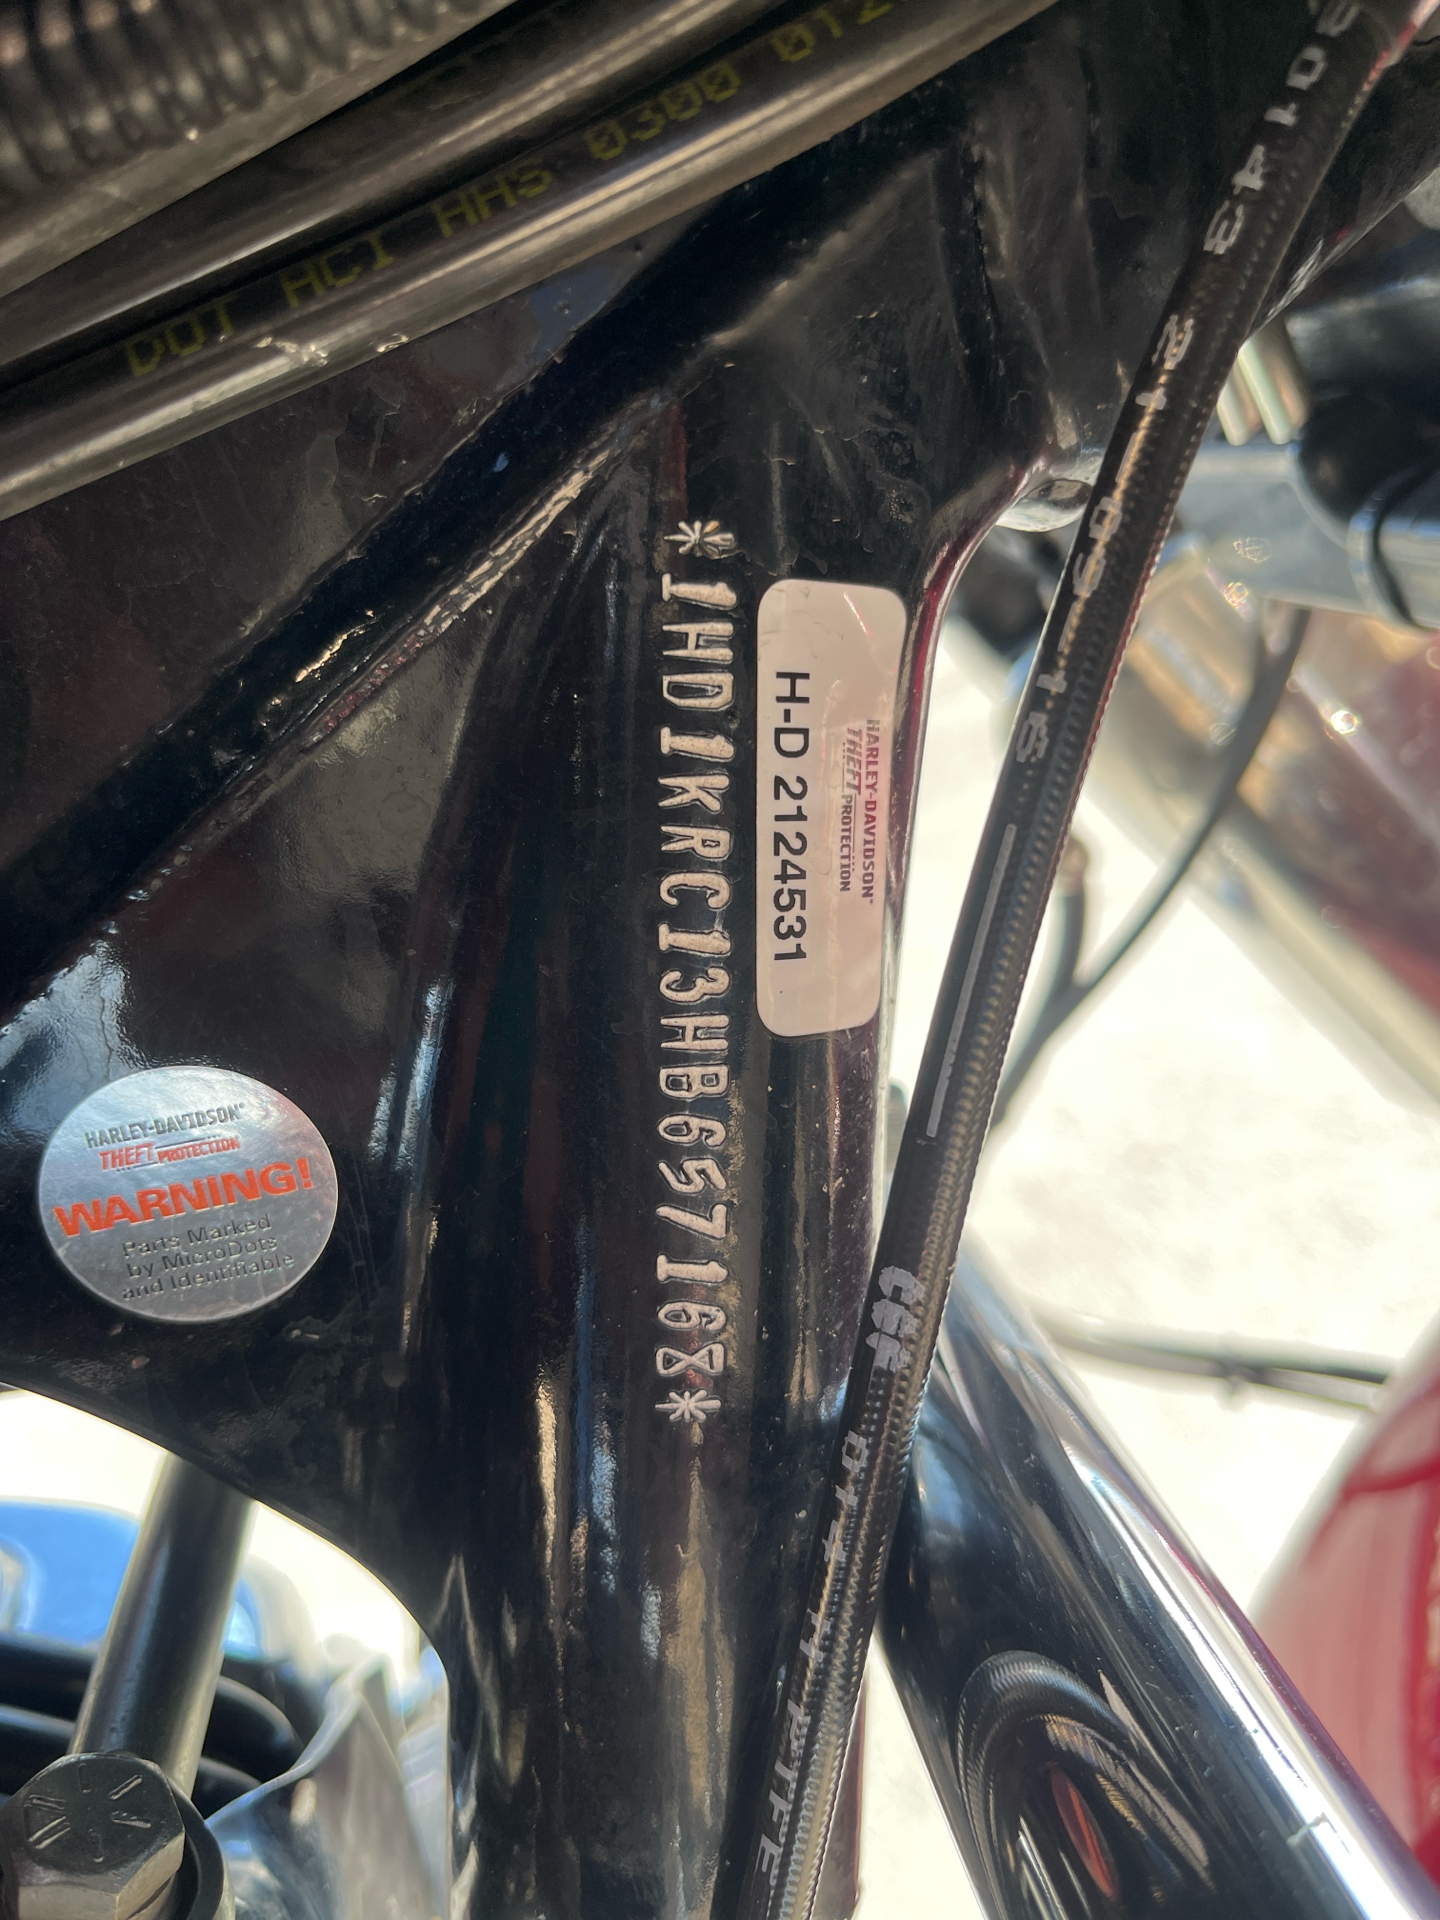 DOT HCI HHS 0300 012
*1HD1KRC13HB657168*
HARLEY-DAVIDSON®
THEFT PROTECTION
H-D 2124531
HARLEY-DAVIDSON®
THEFT PROTECTION
WARNING!
Parts Marked
by MicroDots
and Identifiable